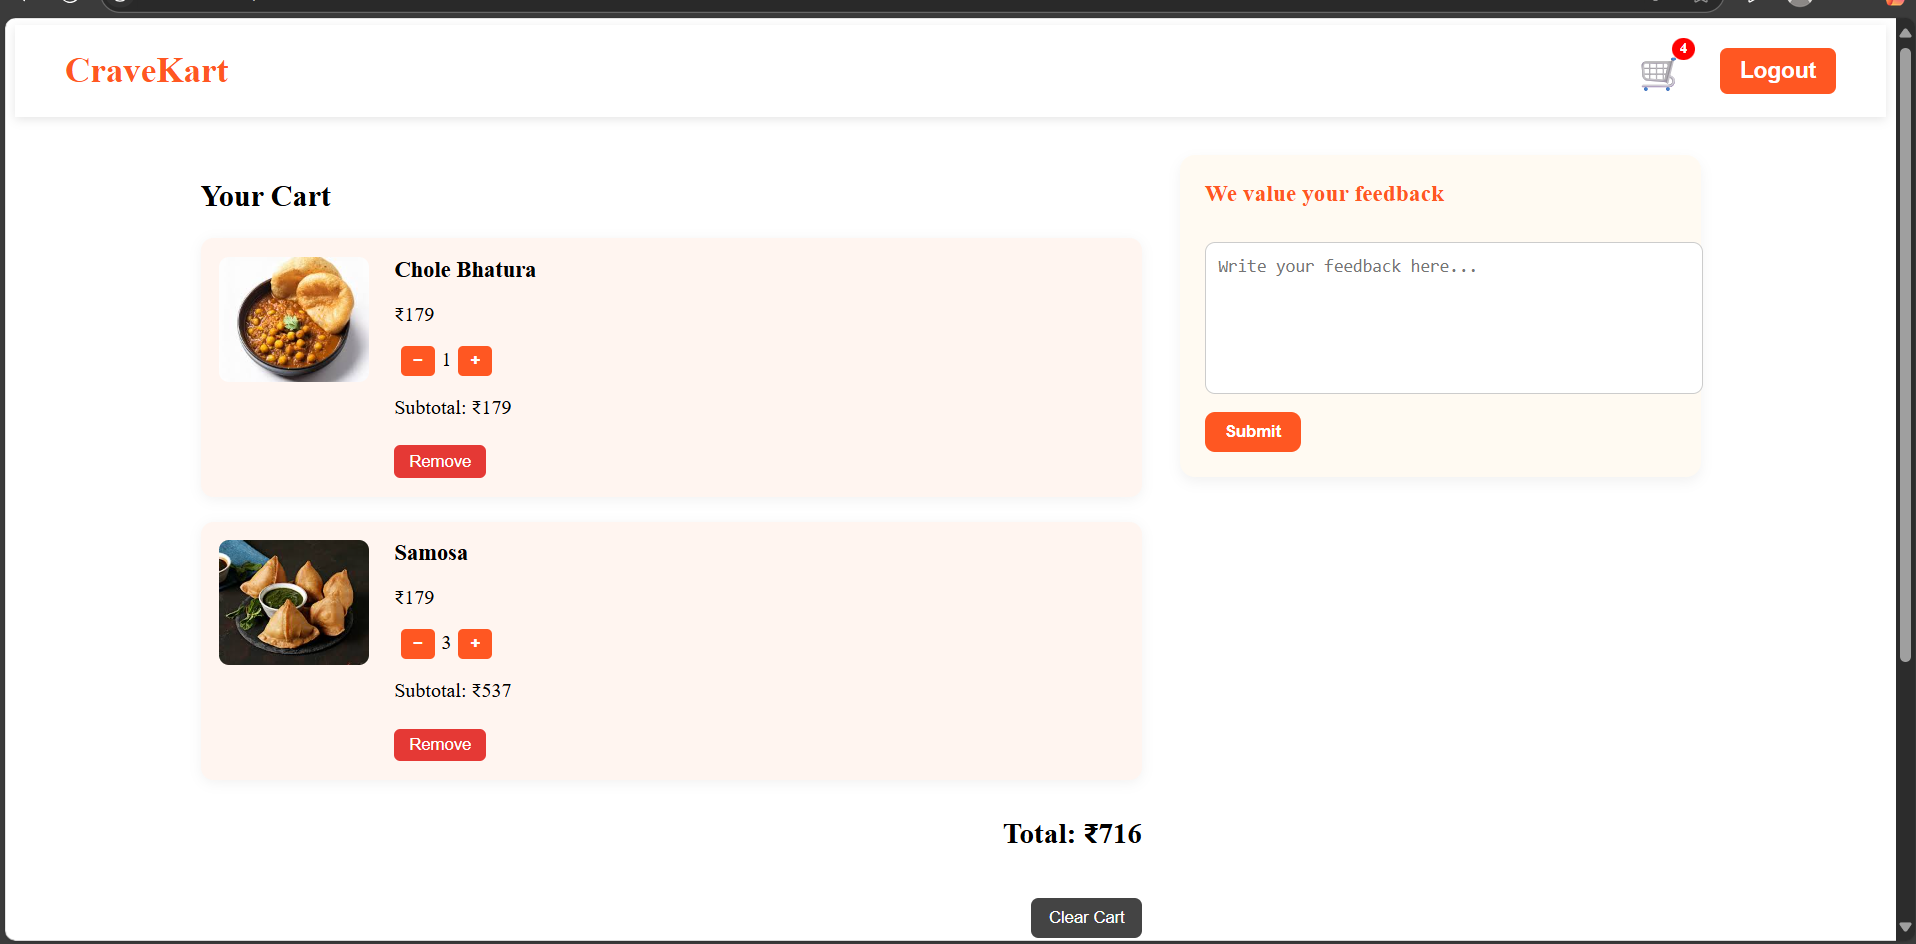 CraveKart
4
Logout
Your Cart
Chole Bhatura
₹179
− 1 +
Subtotal: ₹179
Remove
Samosa
₹179
− 3 +
Subtotal: ₹537
Remove
Total: ₹716
Clear Cart
We value your feedback
Write your feedback here...
Submit